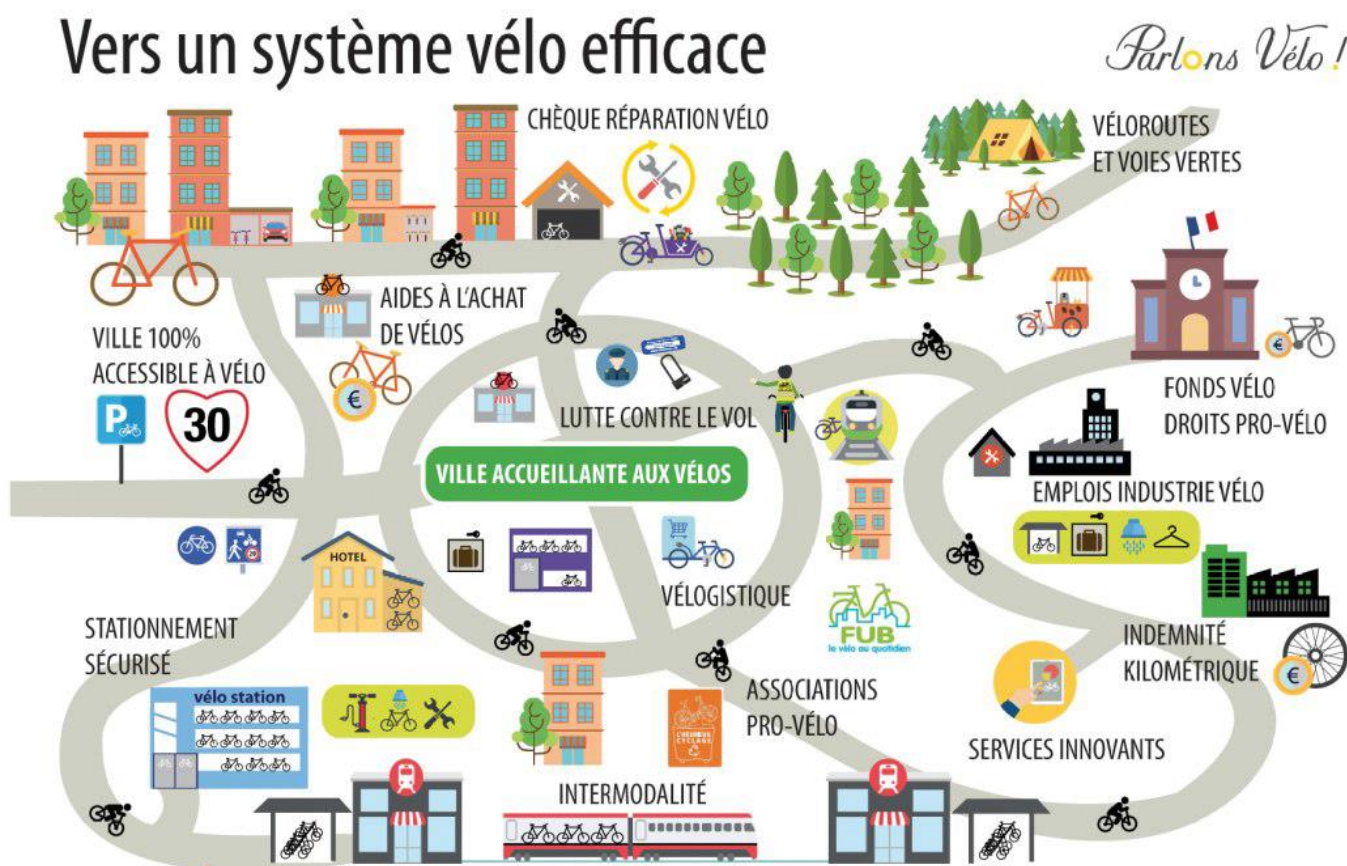 Vers un système vélo efficace
Parlons Vélo !
CHÈQUE RÉPARATION VÉLO
VÉLOROUTES
ET VOIES VERTES
AIDES À L'ACHAT
DE VÉLOS
VILLE 100%
ACCESSIBLE À VÉLO
P
30
€
LUTTE CONTRE LE VOL
€
FONDS VÉLO
DROITS PRO-VÉLO
VILLE ACCUEILLANTE AUX VÉLOS
EMPLOIS INDUSTRIE VÉLO
HOTEL
VÉLOGISTIQUE
FUB
le vélo au quotidien
STATIONNEMENT
SÉCURISÉ
INDEMNITÉ
KILOMÉTRIQUE
€
vélo station
ASSOCIATIONS
PRO-VÉLO
L'HEUREUX
CYCLAGE
SERVICES INNOVANTS
INTERMODALITÉ